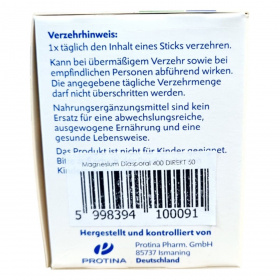 Verzehrhinweis:
1x täglich den Inhalt eines Sticks verzehren.
Kann bei übermäßigem Verzehr sowie bei
empfindlichen Personen abführend wirken.
Die angegebene tägliche Verzehrmenge
darf nicht überschritten werden.
Nahrungsergänzungsmittel sind kein
Ersatz für eine abwechslungsreiche,
ausgewogene Ernährung und eine
gesunde Lebensweise.
Das Produkt ist nicht für Kinder geeignet.
Bit
Kin
Magnesium Diasporal 400 DIREKT 50
5 998394 100091
Hergestellt und kontrolliert von
Protina Pharm. GmbH
85737 Ismaning
Deutschland
PROTINA